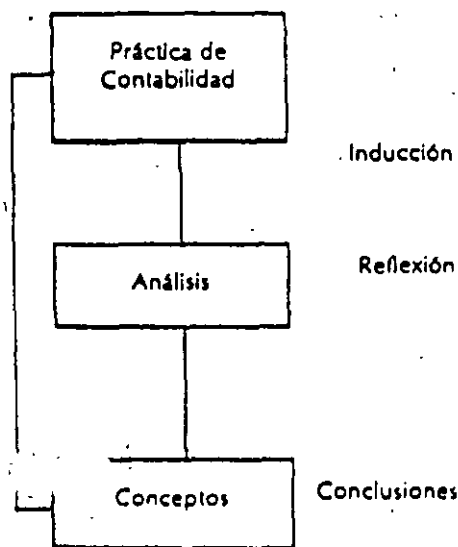 Práctica de
Contabilidad
Inducción
Análisis
Reflexión
Conceptos
Conclusiones